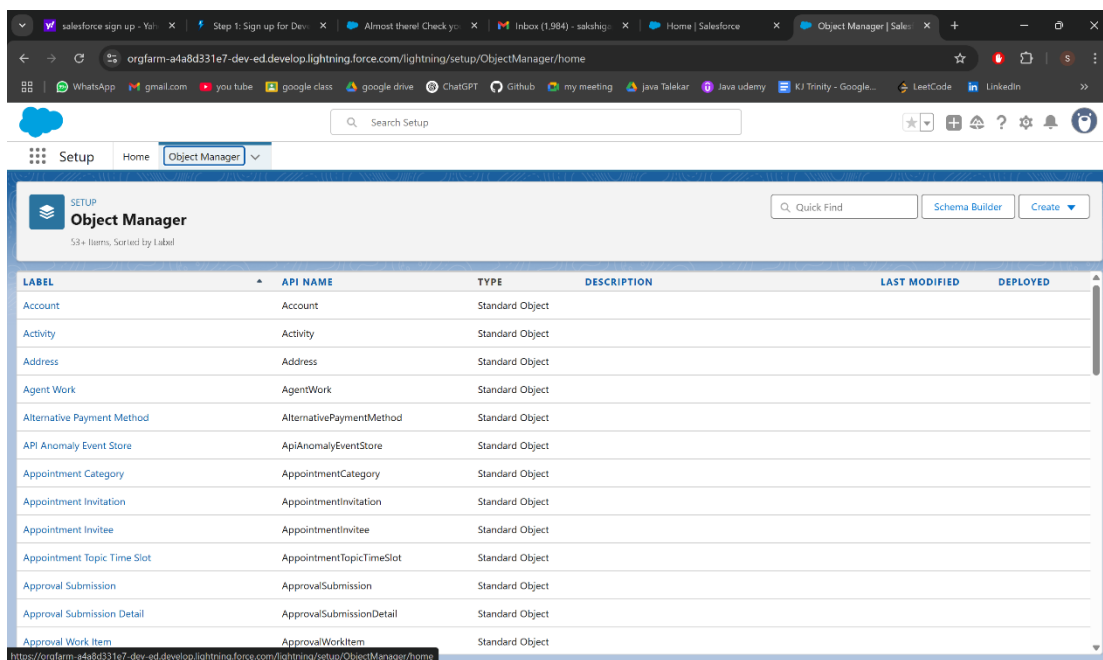 salesforce sign up - Yah
Step 1: Sign up for Deve
Almost there! Check yo
Inbox (1,984) - sakshiga
Home | Salesforce
Object Manager | Sales
orgfarm-a4a8d331e7-dev-ed.develop.lightning.force.com/lightning/setup/ObjectManager/home
S
WhatsApp gmail.com you tube google class google drive ChatGPT Github my meeting java Talekar Java udemy KJ Trinity - Google... LeetCode LinkedIn »
Search Setup
Setup Home Object Manager
SETUP
Object Manager
53+ Items, Sorted by Label
Quick Find Schema Builder Create
LABEL API NAME TYPE DESCRIPTION LAST MODIFIED DEPLOYED
Account Account Standard Object
Activity Activity Standard Object
Address Address Standard Object
Agent Work AgentWork Standard Object
Alternative Payment Method AlternativePaymentMethod Standard Object
API Anomaly Event Store ApiAnomalyEventStore Standard Object
Appointment Category AppointmentCategory Standard Object
Appointment Invitation AppointmentInvitation Standard Object
Appointment Invitee AppointmentInvitee Standard Object
Appointment Topic Time Slot AppointmentTopicTimeSlot Standard Object
Approval Submission ApprovalSubmission Standard Object
Approval Submission Detail ApprovalSubmissionDetail Standard Object
Approval Work Item ApprovalWorkItem Standard Object
https://orgfarm-a4a8d331e7-dev-ed.develop.lightning.force.com/lightning/setup/ObjectManager/home